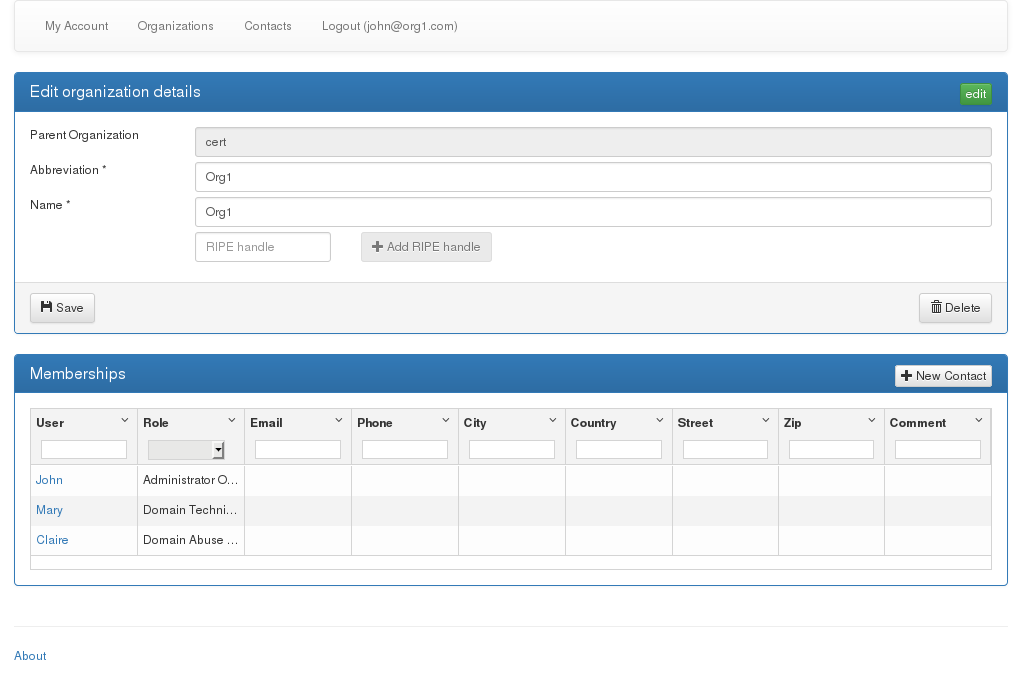 My Account Organizations Contacts Logout (john@org1.com)
Edit organization details edit
Parent Organization cert
Abbreviation * Org1
Name * Org1
RIPE handle Add RIPE handle
Save Delete
Memberships New Contact
User Role Email Phone City Country Street Zip Comment
John Administrator O...
Mary Domain Techni...
Claire Domain Abuse ...
About